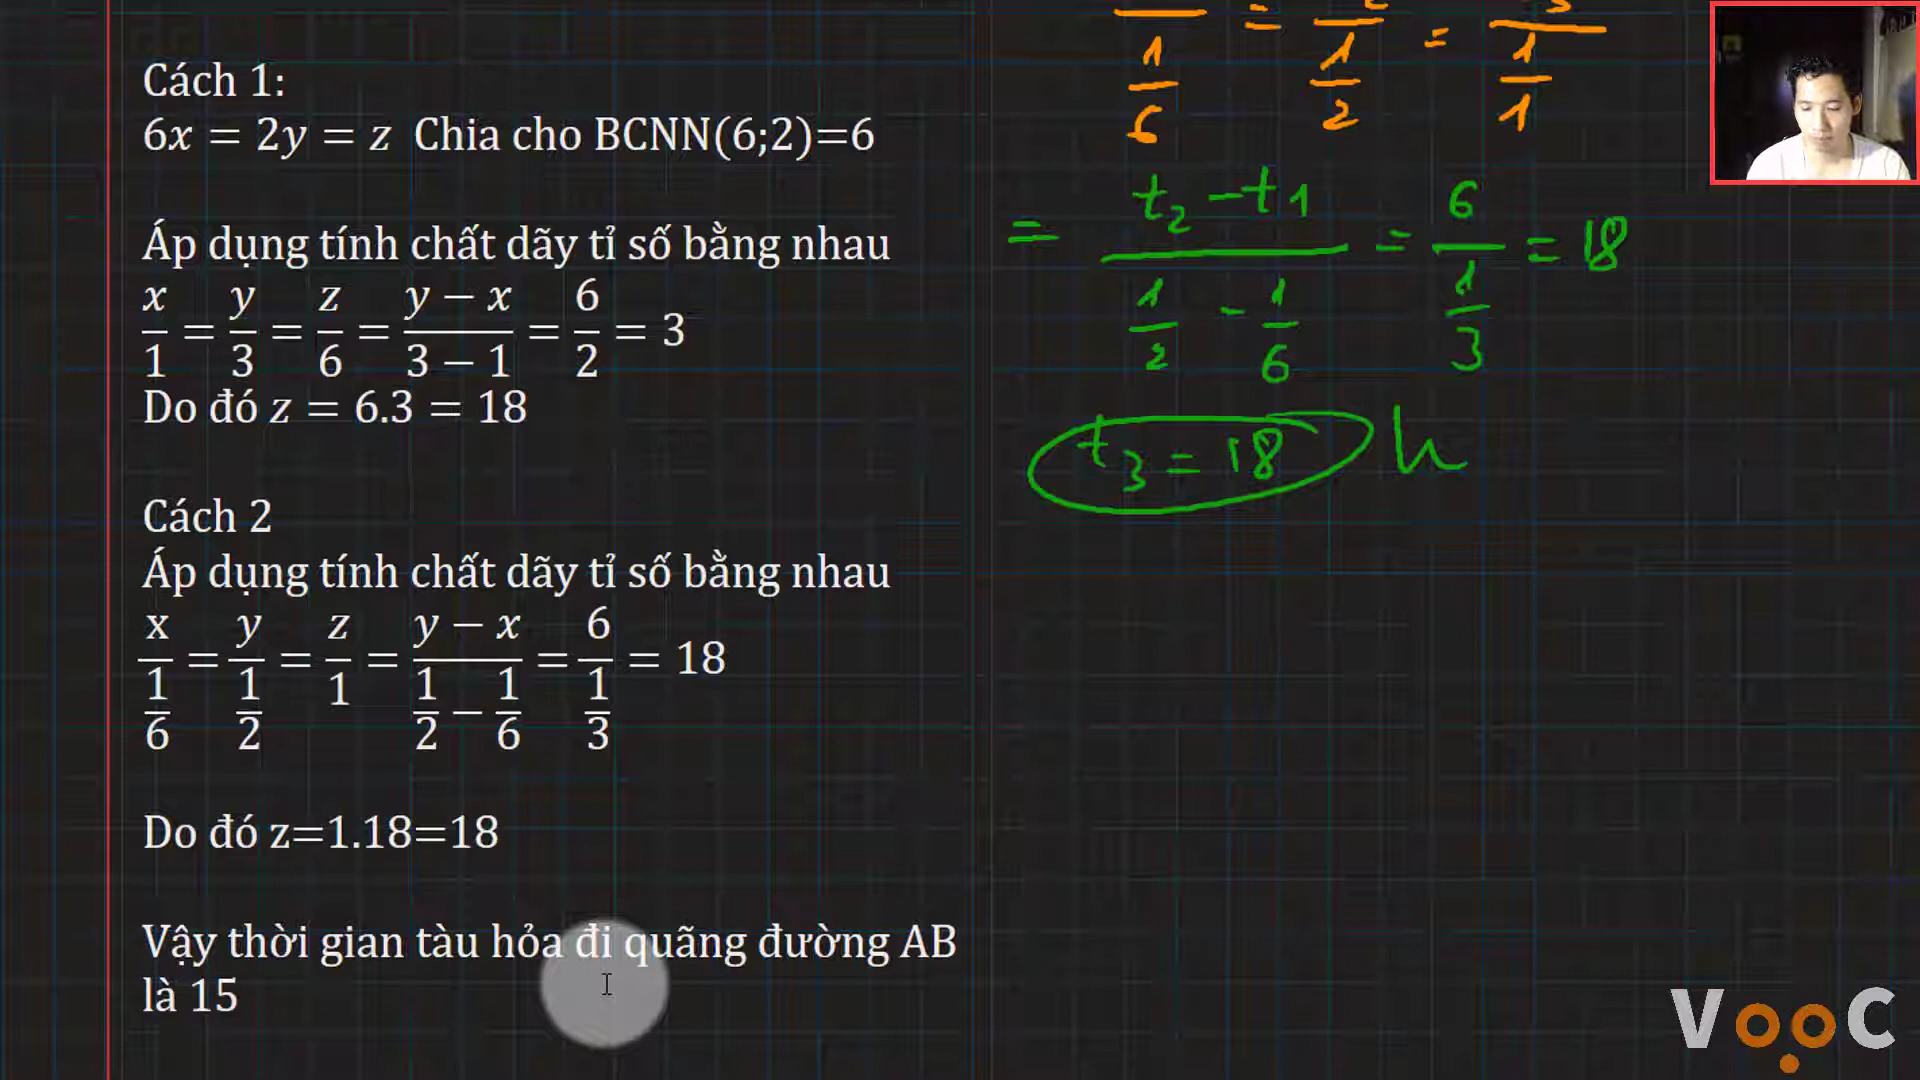 Cách 1:
6x = 2y = z Chia cho BCNN(6;2)=6
Áp dụng tính chất dãy tỉ số bằng nhau
x/1 = y/3 = z/6 = (y − x)/(3 − 1) = 6/2 = 3
Do đó z = 6.3 = 18
Cách 2
Áp dụng tính chất dãy tỉ số bằng nhau
x/(1/6) = y/(1/2) = z/1 = (y − x)/(1/2 − 1/6) = 6/(1/3) = 18
Do đó z=1.18=18
Vậy thời gian tàu hỏa đi quãng đường AB
là 15
1/6 = 1/2 = 1/1
= (t2 − t1)/(1/2 − 1/6) = 6/(1/3) = 18
t3 = 18 h
VooC